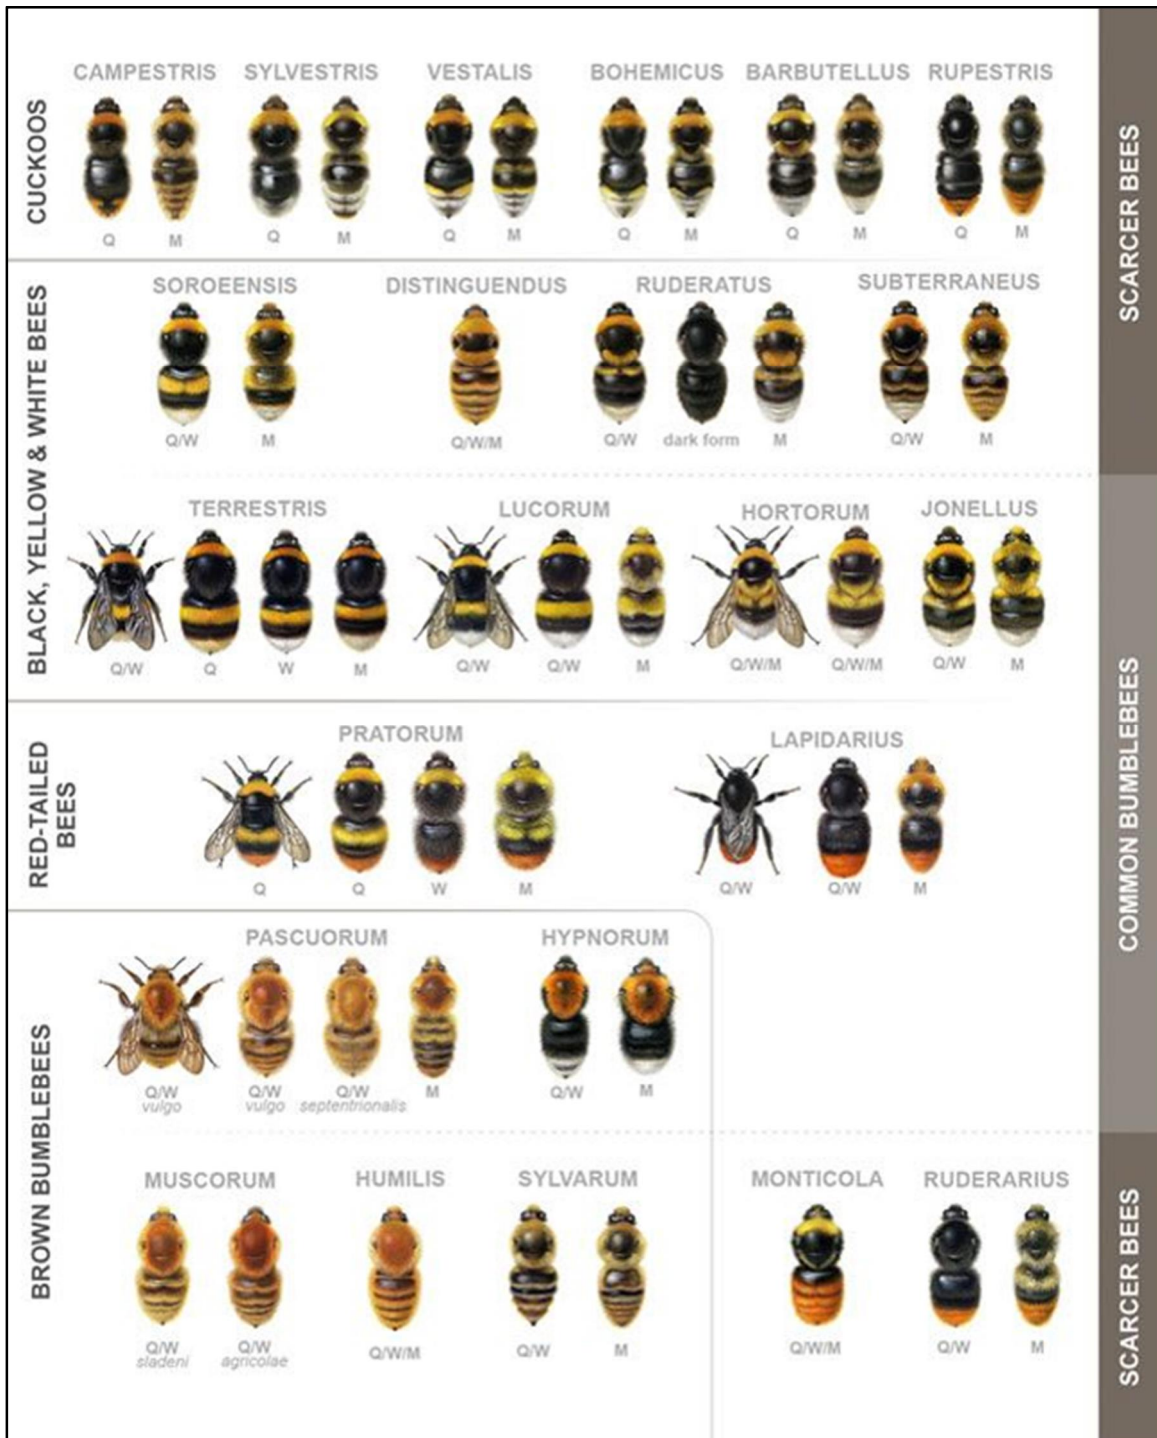 CUCKOOS
CAMPESTRIS SYLVESTRIS VESTALIS BOHEMICUS BARBUTELLUS RUPESTRIS
Q M Q M Q M Q M Q M Q M
SCARCER BEES
BLACK, YELLOW & WHITE BEES
SOROEENSIS DISTINGUENDUS RUDERATUS SUBTERRANEUS
Q/W M Q/W/M Q/W dark form M Q/W M
TERRESTRIS LUCORUM HORTORUM JONELLUS
Q/W Q W M Q/W Q/W M Q/W/M Q/W/M Q/W M
COMMON BUMBLEBEES
RED-TAILED
BEES
PRATORUM LAPIDARIUS
Q Q W M Q/W Q/W M
BROWN BUMBLEBEES
PASCUORUM HYPNORUM
Q/W Q/W Q/W M Q/W M
vulgo vulgo septentrionalis
MUSCORUM HUMILIS SYLVARUM MONTICOLA RUDERARIUS
Q/W Q/W Q/W/M Q/W M Q/W/M Q/W M
sladeni agricolae
SCARCER BEES